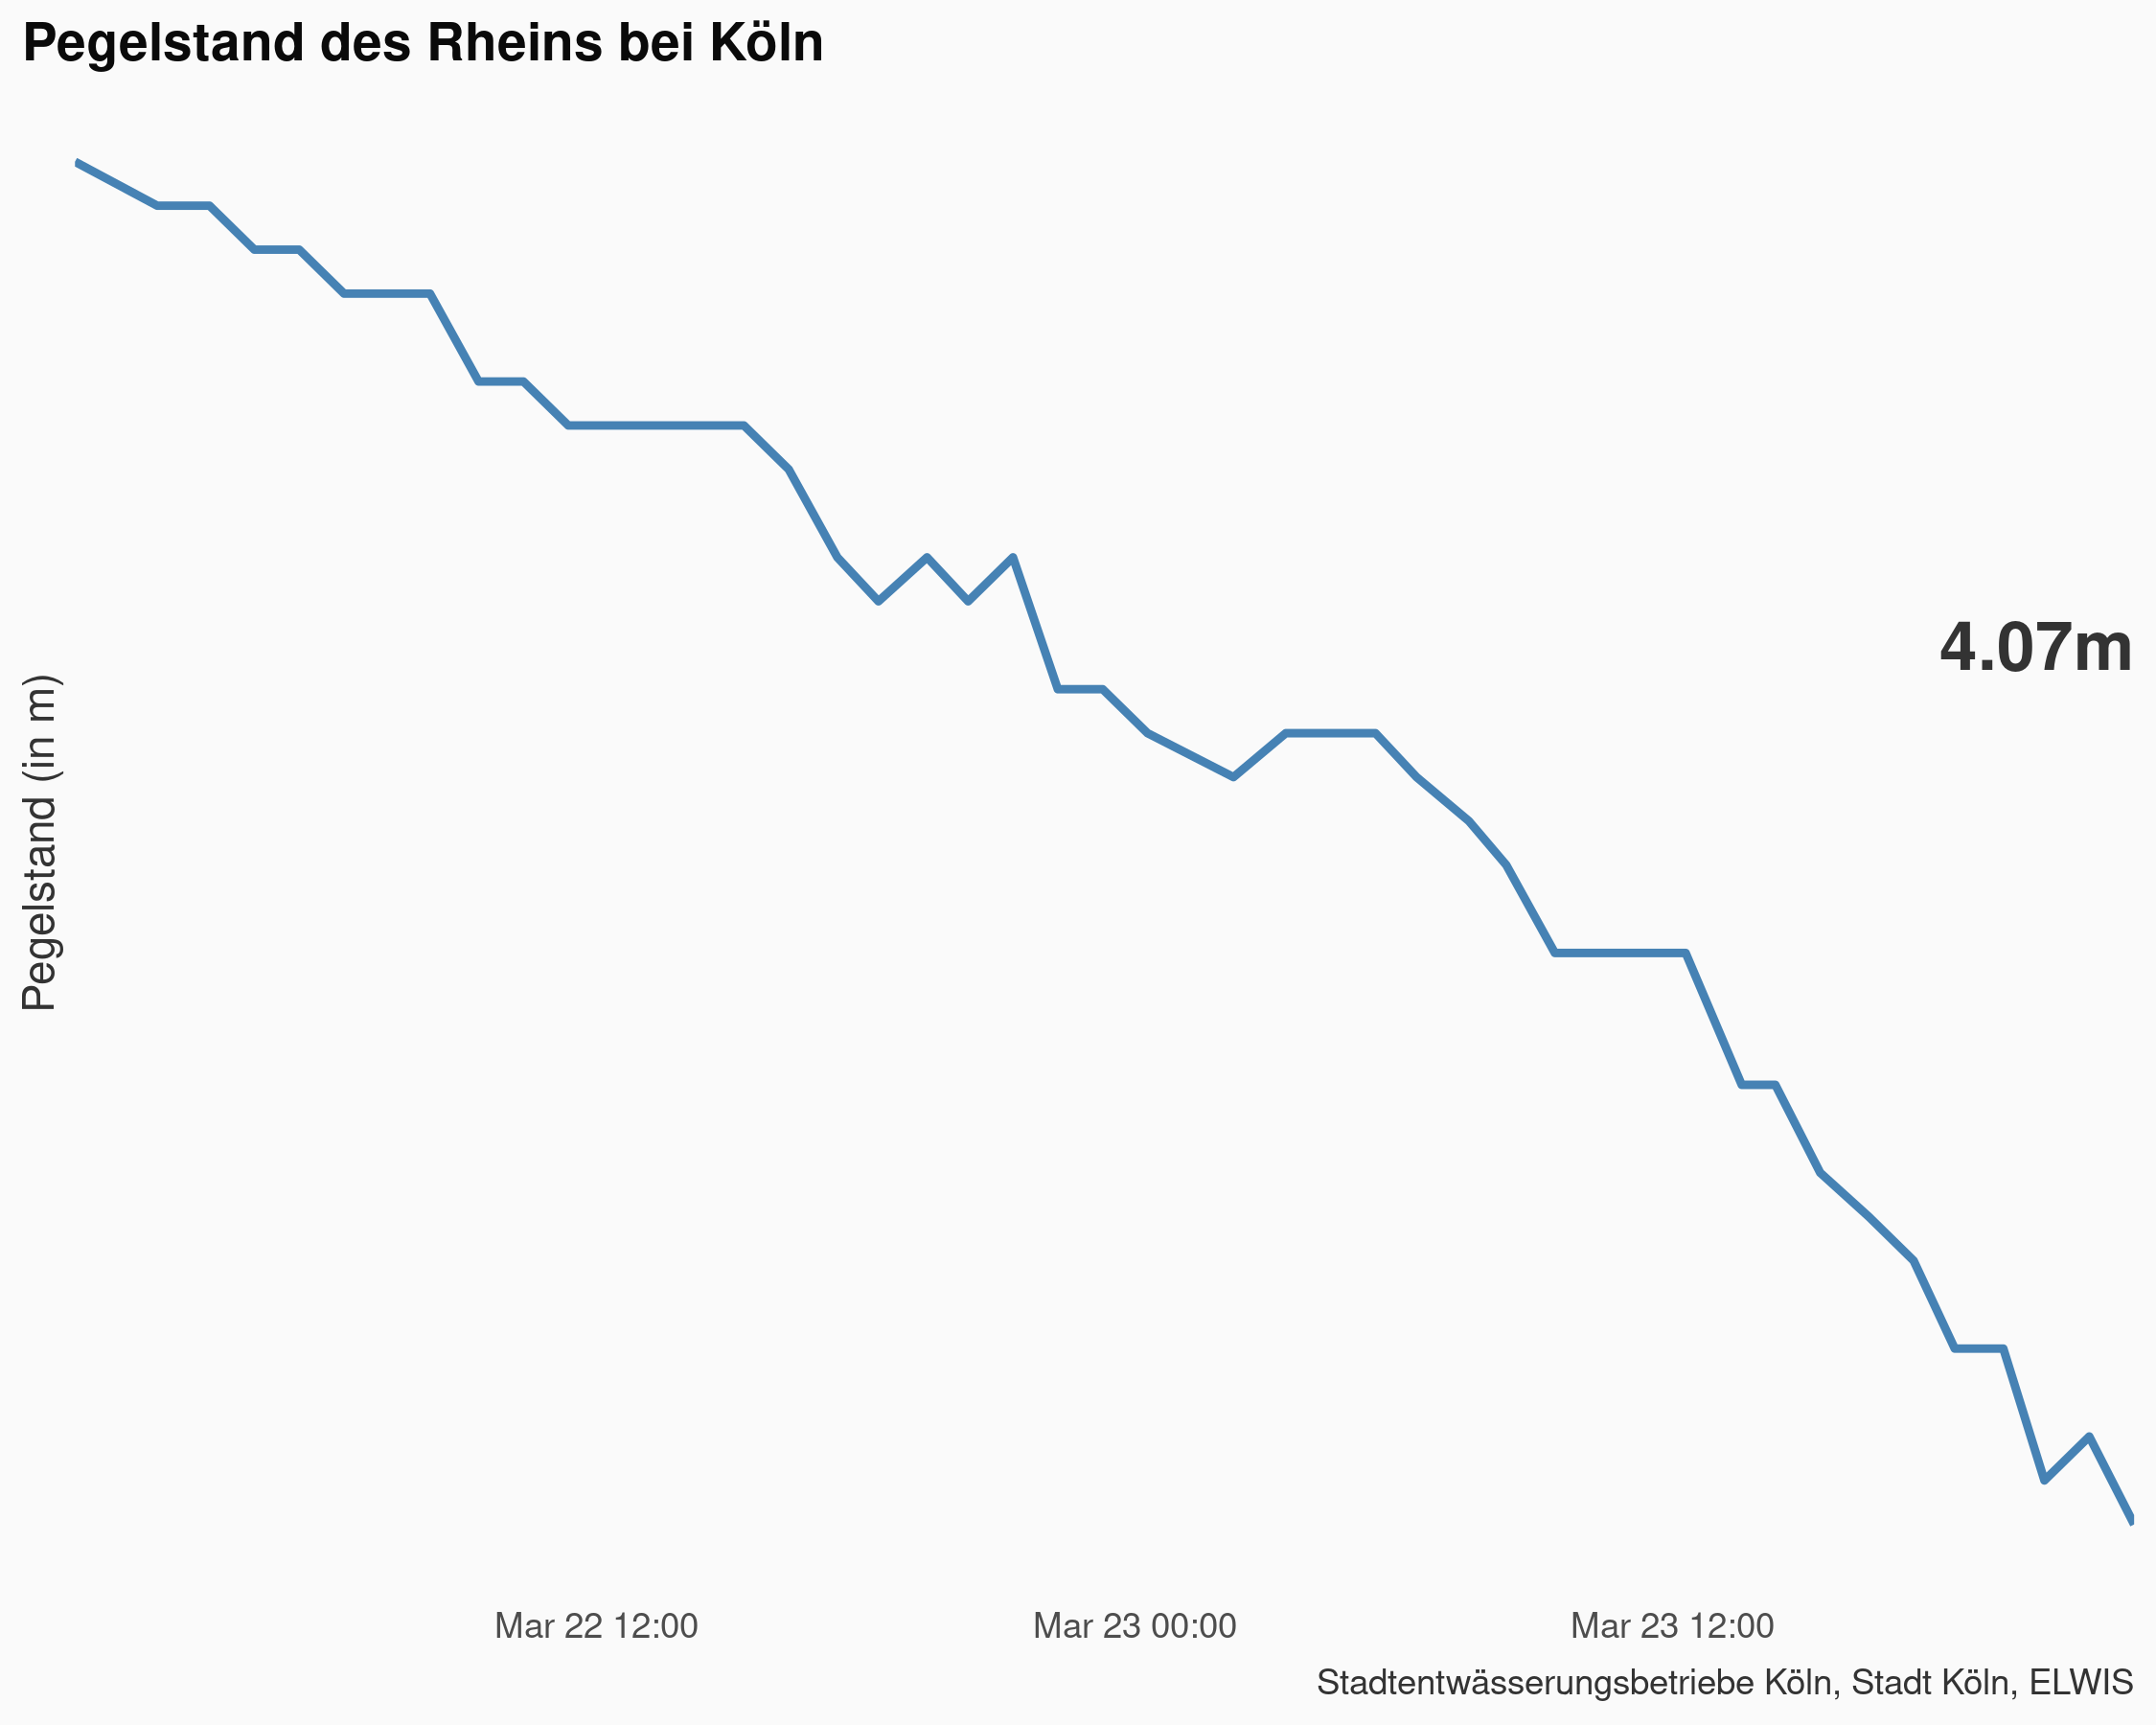 Pegelstand des Rheins bei Köln
4.07m
Pegelstand (in m)
Mar 22 12:00
Mar 23 00:00
Mar 23 12:00
Stadtentwässerungsbetriebe Köln, Stadt Köln, ELWIS